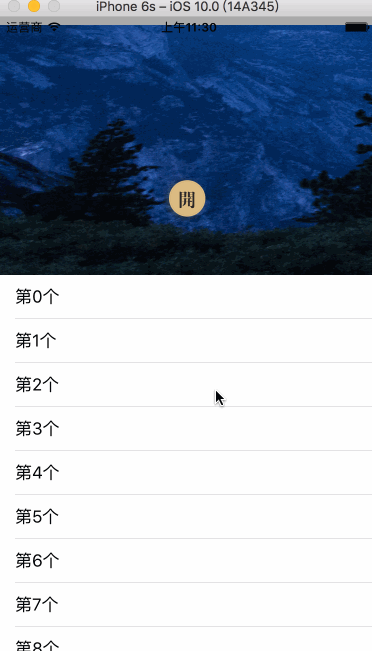 iPhone 6s – iOS 10.0 (14A345)
运营商 上午11:30
開
第0个
第1个
第2个
第3个
第4个
第5个
第6个
第7个
第8个